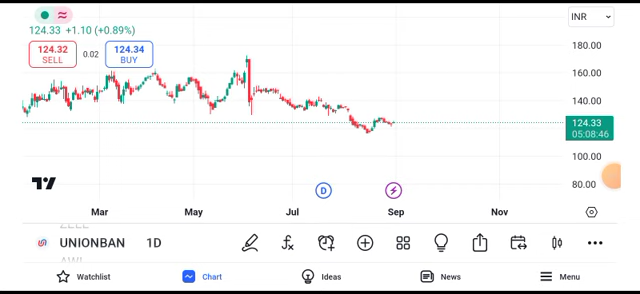 INR
124.33 +1.10 (+0.89%)
124.32
SELL
0.02
124.34
BUY
180.00
160.00
140.00
124.33
05:08:46
100.00
80.00
D
Mar
May
Jul
Sep
Nov
UNIONBAN
1D
Watchlist
Chart
Ideas
News
Menu